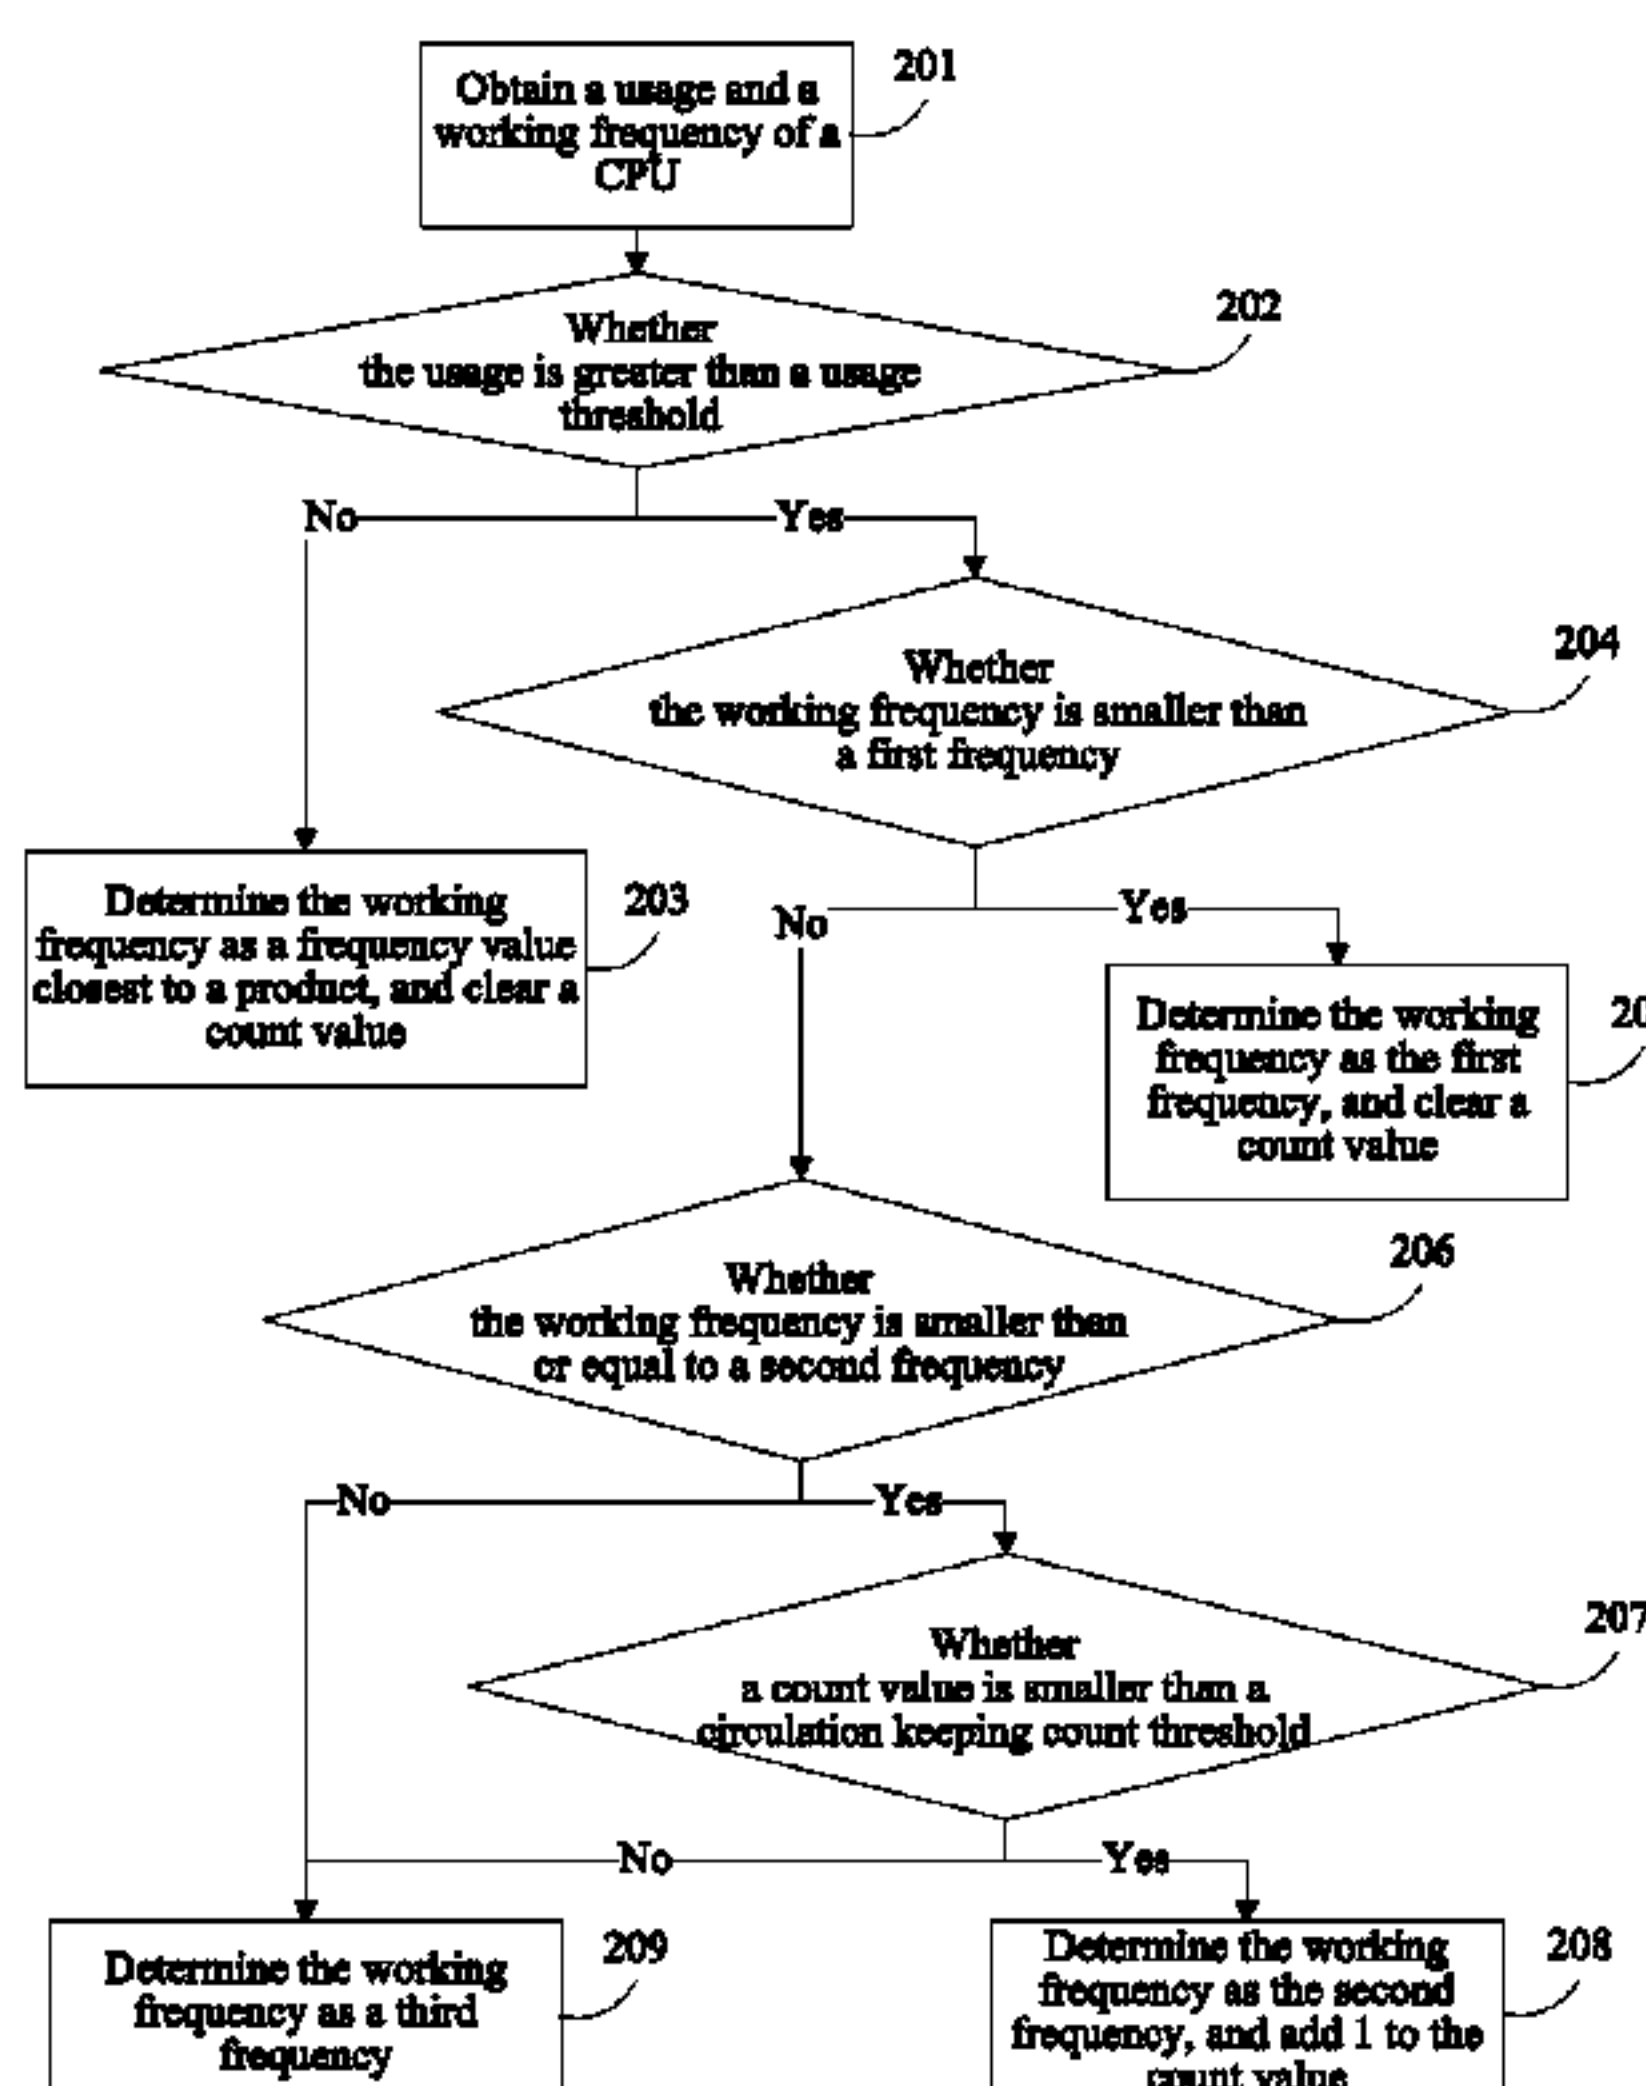 201
Obtain a usage and a
working frequency of a
CPU
202
Whether
the usage is greater than a usage
threshold
No
Yes
204
Whether
the working frequency is smaller than
a first frequency
203
Determine the working
frequency as a frequency value
closest to a product, and clear a
count value
No
Yes
Determine the working
frequency as the first
frequency, and clear a
count value
206
Whether
the working frequency is smaller than
or equal to a second frequency
No
Yes
207
Whether
a count value is smaller than a
circulation keeping count threshold
No
Yes
209
Determine the working
frequency as a third
frequency
208
Determine the working
frequency as the second
frequency, and add 1 to the
count value